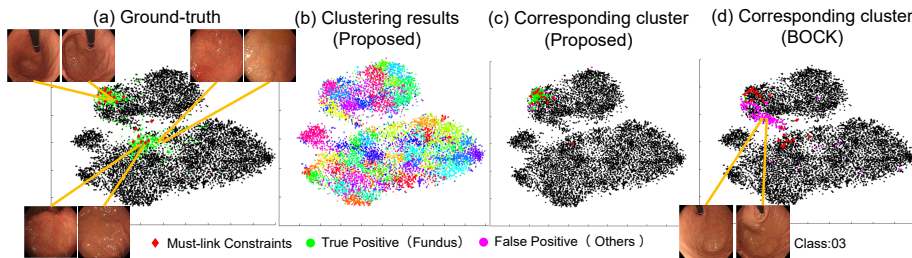 (a) Ground-truth
(b) Clustering results
(Proposed)
(c) Corresponding cluster
(Proposed)
(d) Corresponding cluster
(BOCK)
Must-link Constraints
True Positive（Fundus）
False Positive（ Others ）
Class:03